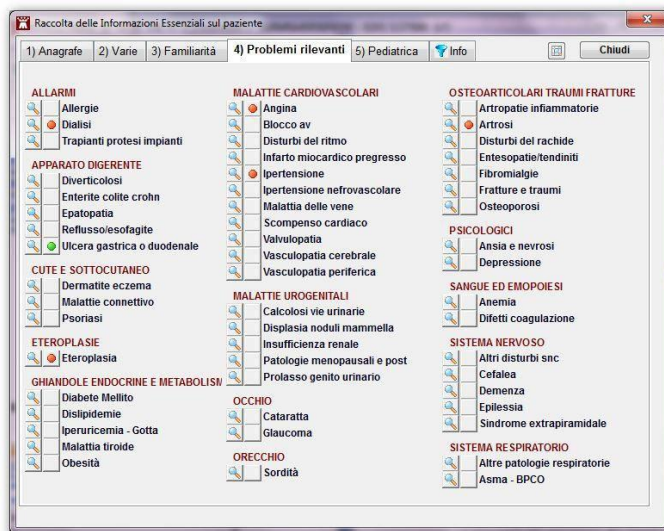 Raccolta delle Informazioni Essenziali sul paziente
1) Anagrafe 2) Varie 3) Familiarità 4) Problemi rilevanti 5) Pediatrica Info Chiudi
ALLARMI
Allergie
Dialisi
Trapianti protesi impianti
APPARATO DIGERENTE
Diverticolosi
Enterite colite crohn
Epatopatia
Reflusso/esofagite
Ulcera gastrica o duodenale
CUTE E SOTTOCUTANEO
Dermatite eczema
Malattie connettivo
Psoriasi
ETEROPLASIE
Eteroplasia
GHIANDOLE ENDOCRINE E METABOLISM
Diabete Mellito
Dislipidemie
Iperuricemia - Gotta
Malattia tiroide
Obesità
MALATTIE CARDIOVASCOLARI
Angina
Blocco av
Disturbi del ritmo
Infarto miocardico pregresso
Ipertensione
Ipertensione nefrovascolare
Malattia delle vene
Scompenso cardiaco
Valvulopatia
Vasculopatia cerebrale
Vasculopatia periferica
MALATTIE UROGENITALI
Calcolosi vie urinarie
Displasia noduli mammella
Insufficienza renale
Patologie menopausali e post
Prolasso genito urinario
OCCHIO
Cataratta
Glaucoma
ORECCHIO
Sordità
OSTEOARTICOLARI TRAUMI FRATTURE
Artropatie infiammatorie
Artrosi
Disturbi del rachide
Entesopatie/tendiniti
Fibromialgie
Fratture e traumi
Osteoporosi
PSICOLOGICI
Ansia e nevrosi
Depressione
SANGUE ED EMOPOIESI
Anemia
Difetti coagulazione
SISTEMA NERVOSO
Altri disturbi snc
Cefalea
Demenza
Epilessia
Sindrome extrapiramidale
SISTEMA RESPIRATORIO
Altre patologie respiratorie
Asma - BPCO